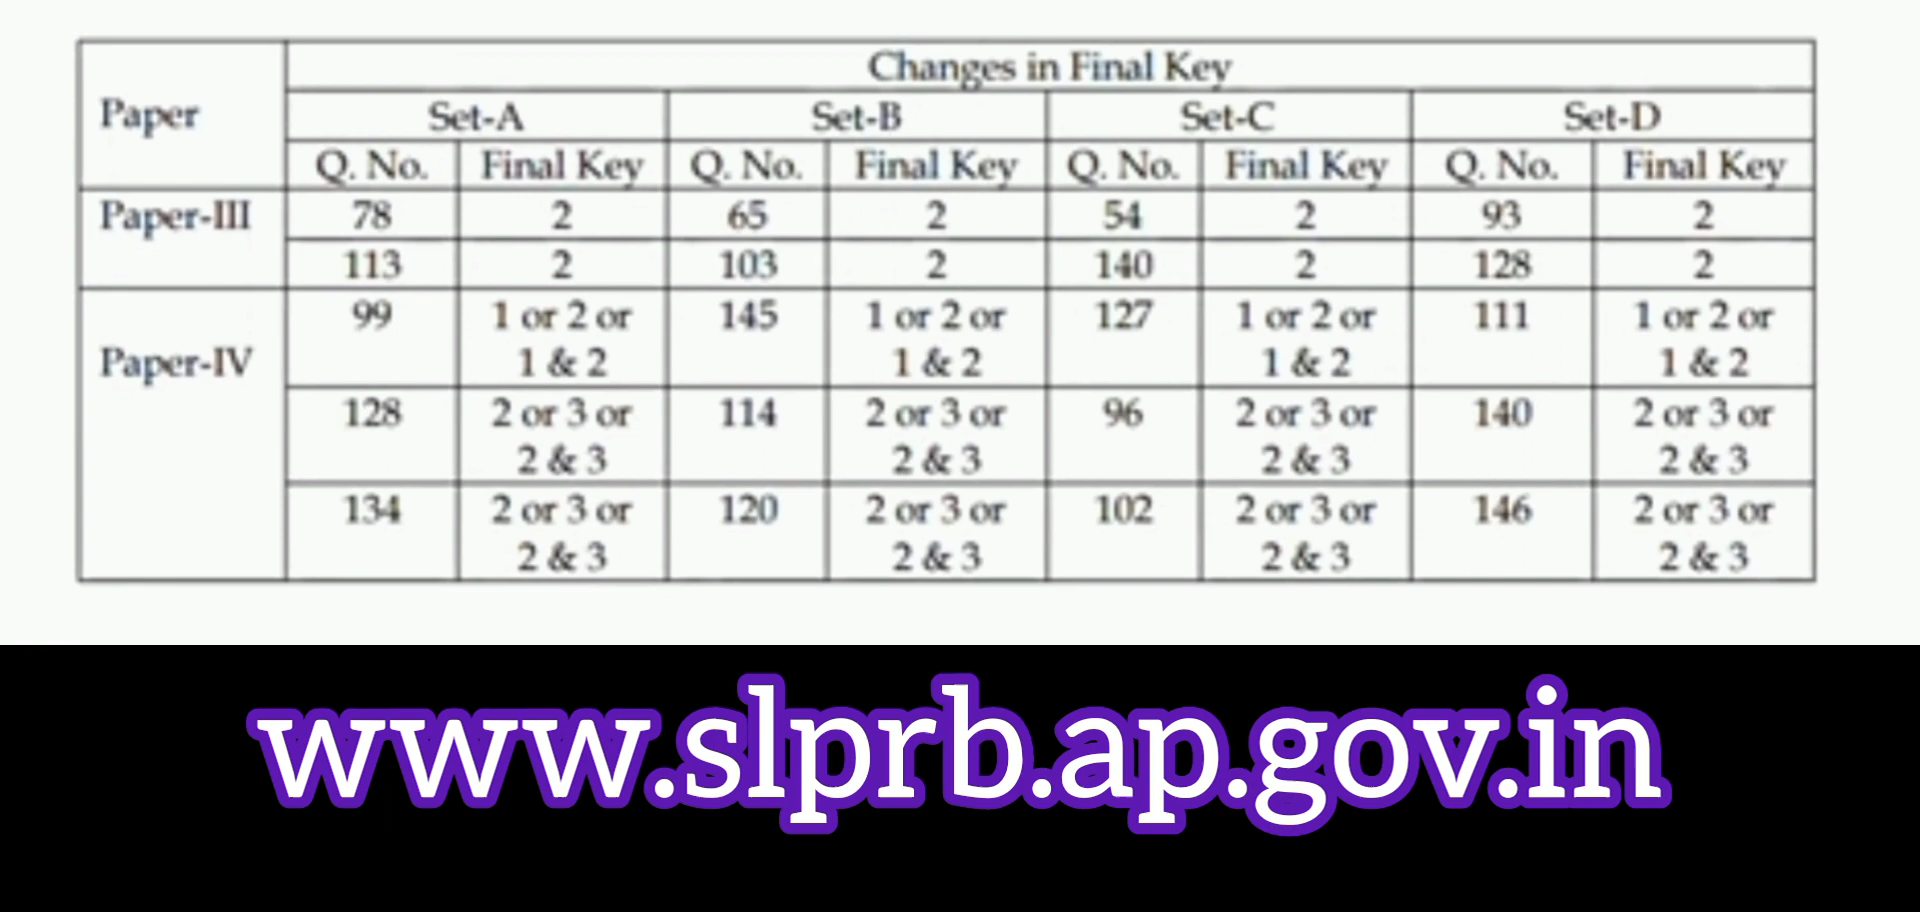 Changes in Final Key
Paper
Set-A Set-B Set-C Set-D
Q. No. Final Key Q. No. Final Key Q. No. Final Key Q. No. Final Key
Paper-III 78 2 65 2 54 2 93 2
113 2 103 2 140 2 128 2
99 1 or 2 or 145 1 or 2 or 127 1 or 2 or 111 1 or 2 or
Paper-IV 1 & 2 1 & 2 1 & 2 1 & 2
128 2 or 3 or 114 2 or 3 or 96 2 or 3 or 140 2 or 3 or
2 & 3 2 & 3 2 & 3 2 & 3
134 2 or 3 or 120 2 or 3 or 102 2 or 3 or 146 2 or 3 or
2 & 3 2 & 3 2 & 3 2 & 3
www.slprb.ap.gov.in